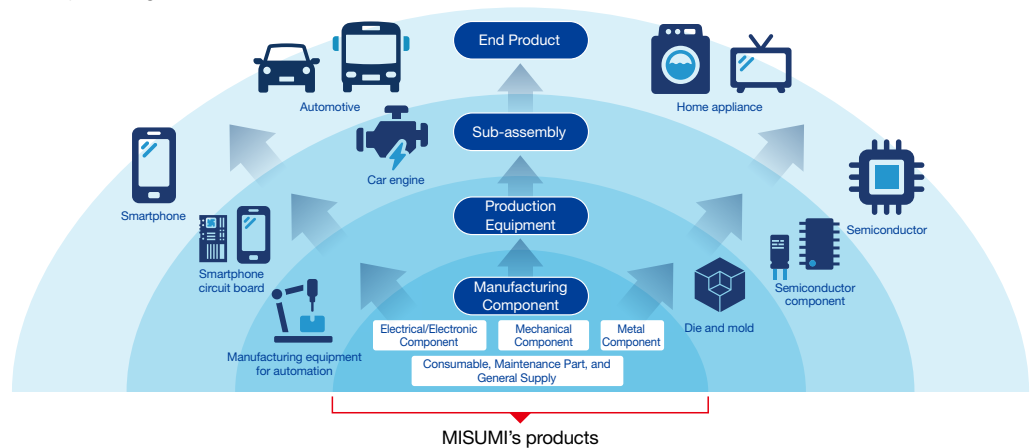 End Product
Automotive
Home appliance
Sub-assembly
Car engine
Smartphone
Production
Equipment
Semiconductor
Smartphone
circuit board
Semiconductor
component
Manufacturing
Component
Die and mold
Electrical/Electronic
Component
Mechanical
Component
Metal
Component
Manufacturing equipment
for automation
Consumable, Maintenance Part, and
General Supply
MISUMI's products